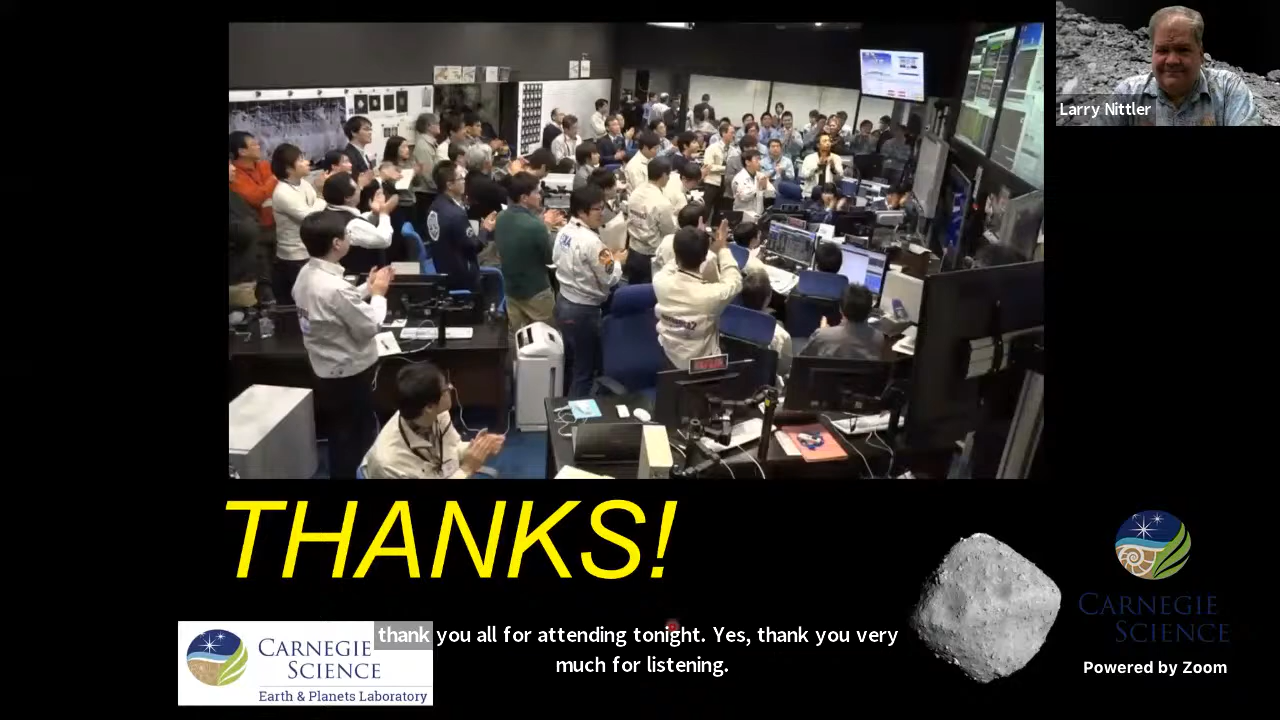 Larry Nittler
THANKS!
CARNEGIE
SCIENCE
Earth & Planets Laboratory
thank you all for attending tonight. Yes, thank you very
much for listening.
CARNEGIE
SCIENCE
Powered by Zoom